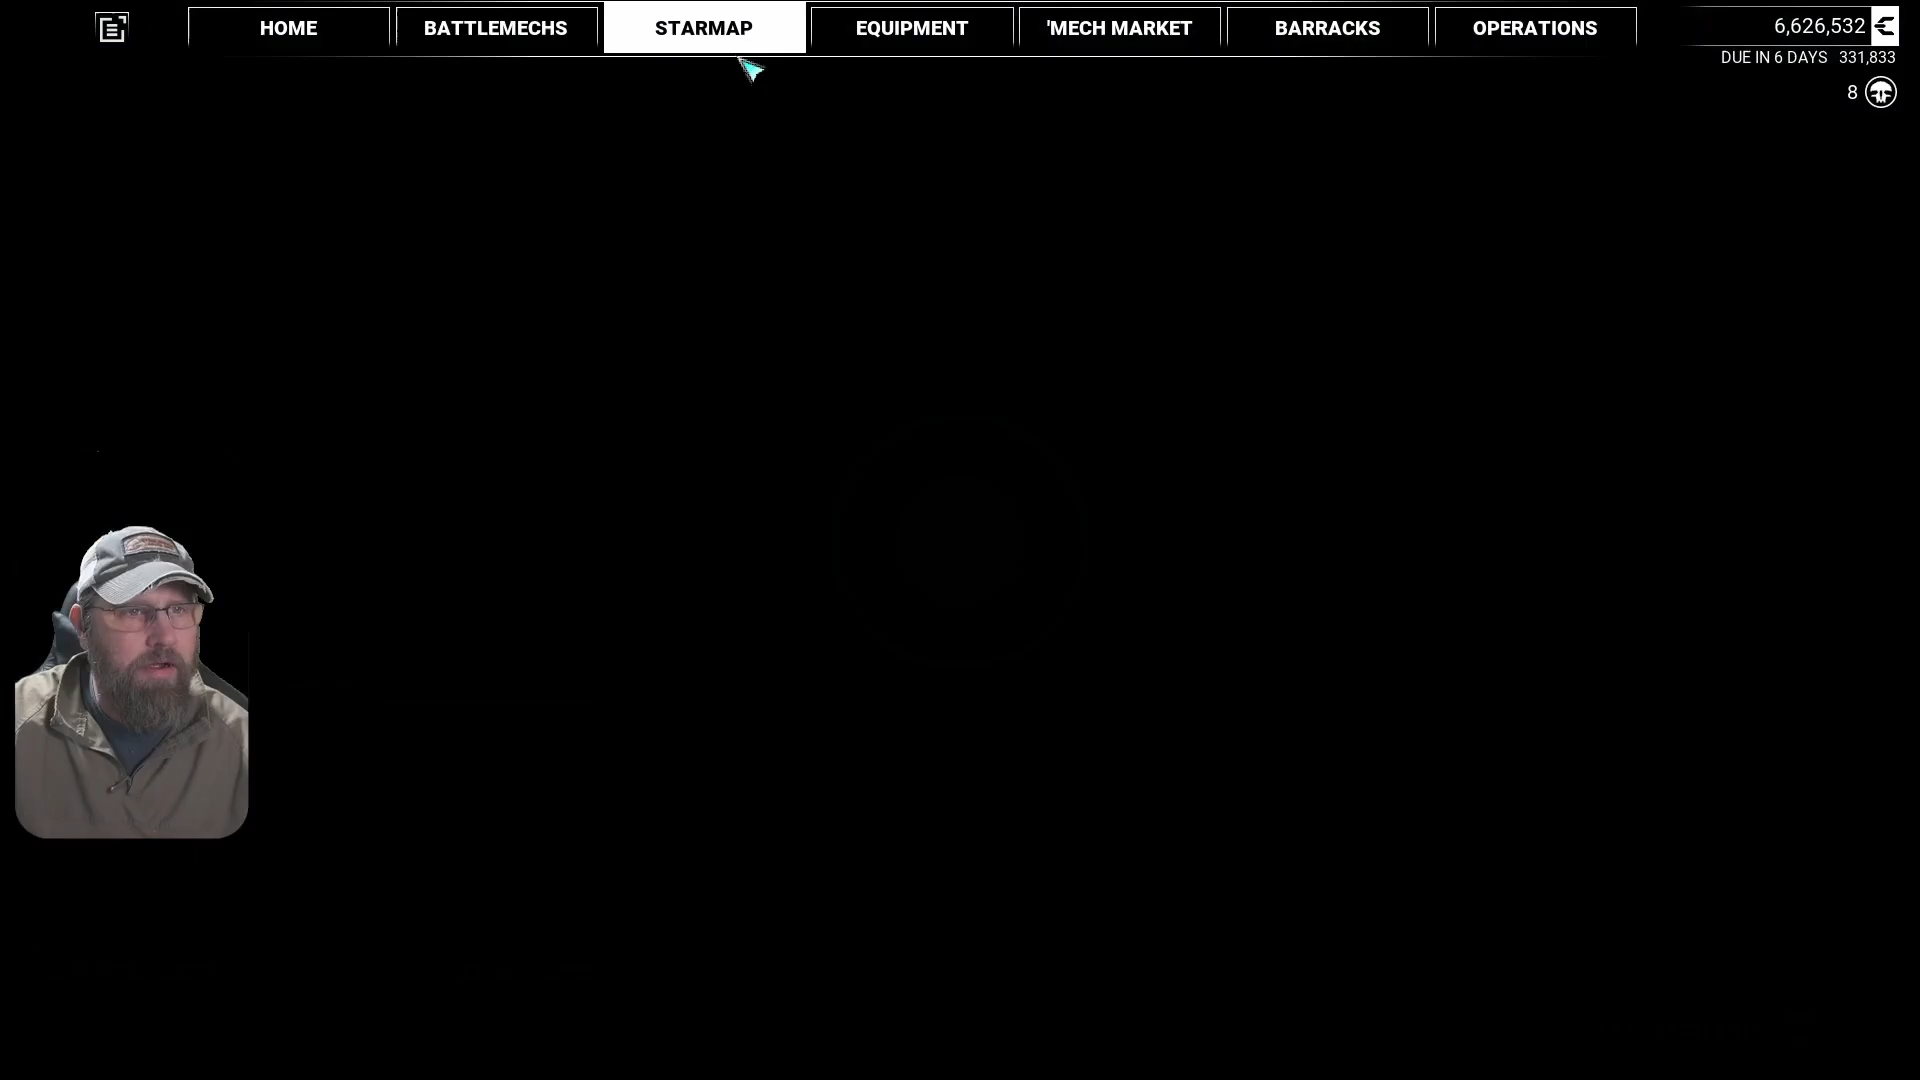 HOME
BATTLEMECHS
STARMAP
EQUIPMENT
'MECH MARKET
BARRACKS
OPERATIONS
6,626,532
DUE IN 6 DAYS 331,833
8